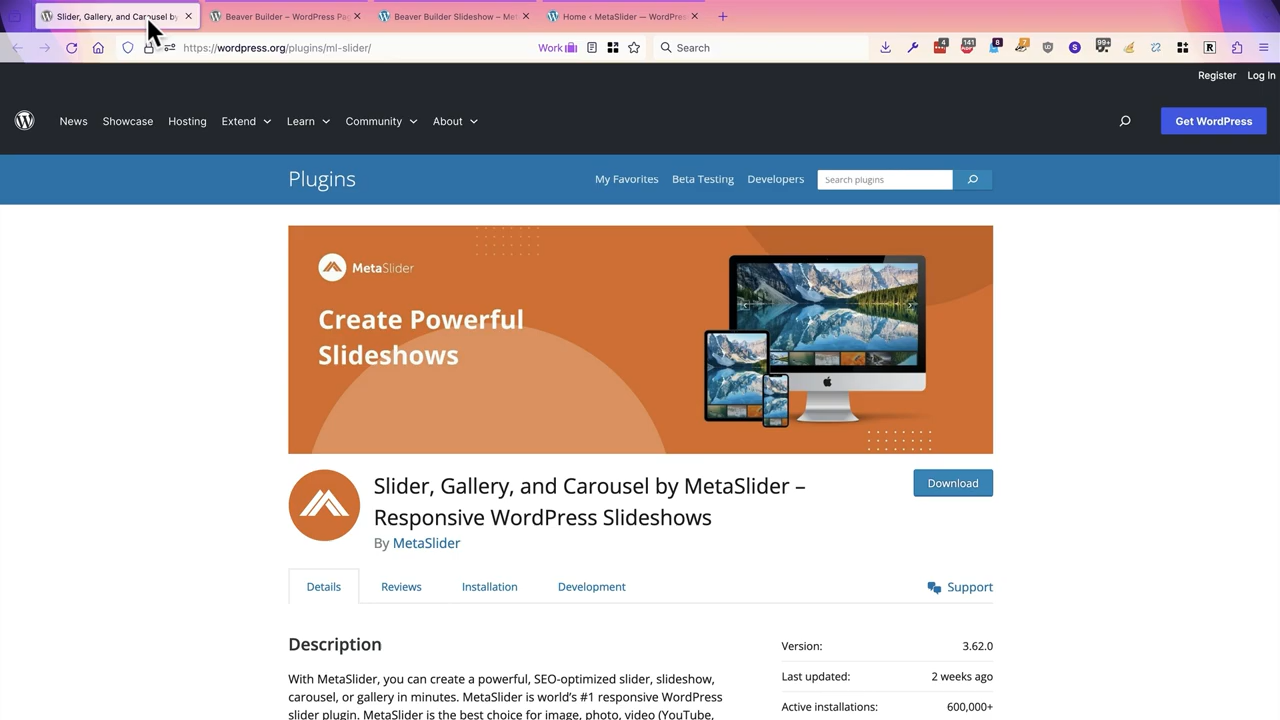 Slider, Gallery, and Carousel by
Beaver Builder – WordPress Pa
Beaver Builder Slideshow – Met
Home ‹ MetaSlider — WordPres
https://wordpress.org/plugins/ml-slider/
Work
Search
4
141
8
99+
Register
Log In
News
Showcase
Hosting
Extend
Learn
Community
About
Get WordPress
Plugins
My Favorites
Beta Testing
Developers
Search plugins
MetaSlider
Create Powerful
Slideshows
Slider, Gallery, and Carousel by MetaSlider –
Responsive WordPress Slideshows
By MetaSlider
Download
Details
Reviews
Installation
Development
Support
Description
With MetaSlider, you can create a powerful, SEO-optimized slider, slideshow,
carousel, or gallery in minutes. MetaSlider is world's #1 responsive WordPress
slider plugin. MetaSlider is the best choice for image, photo, video (YouTube,
Version:
3.62.0
Last updated:
2 weeks ago
Active installations:
600,000+